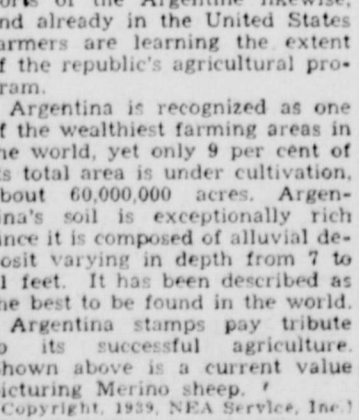 of the Argentine likewise,
nd already in the United States
armers are learning the extent
f the republic's agricultural pro-
ram.
Argentina is recognized as one
f the wealthiest farming areas in
he world, yet only 9 per cent of
ts total area is under cultivation,
bout 60,000,000 acres. Argen-
ina's soil is exceptionally rich
ince it is composed of alluvial de-
osit varying in depth from 7 to
1 feet. It has been described as
he best to be found in the world.
Argentina stamps pay tribute
o its successful agriculture.
hown above is a current value
icturing Merino sheep.
Copyright, 1939, NEA Service, Inc.)